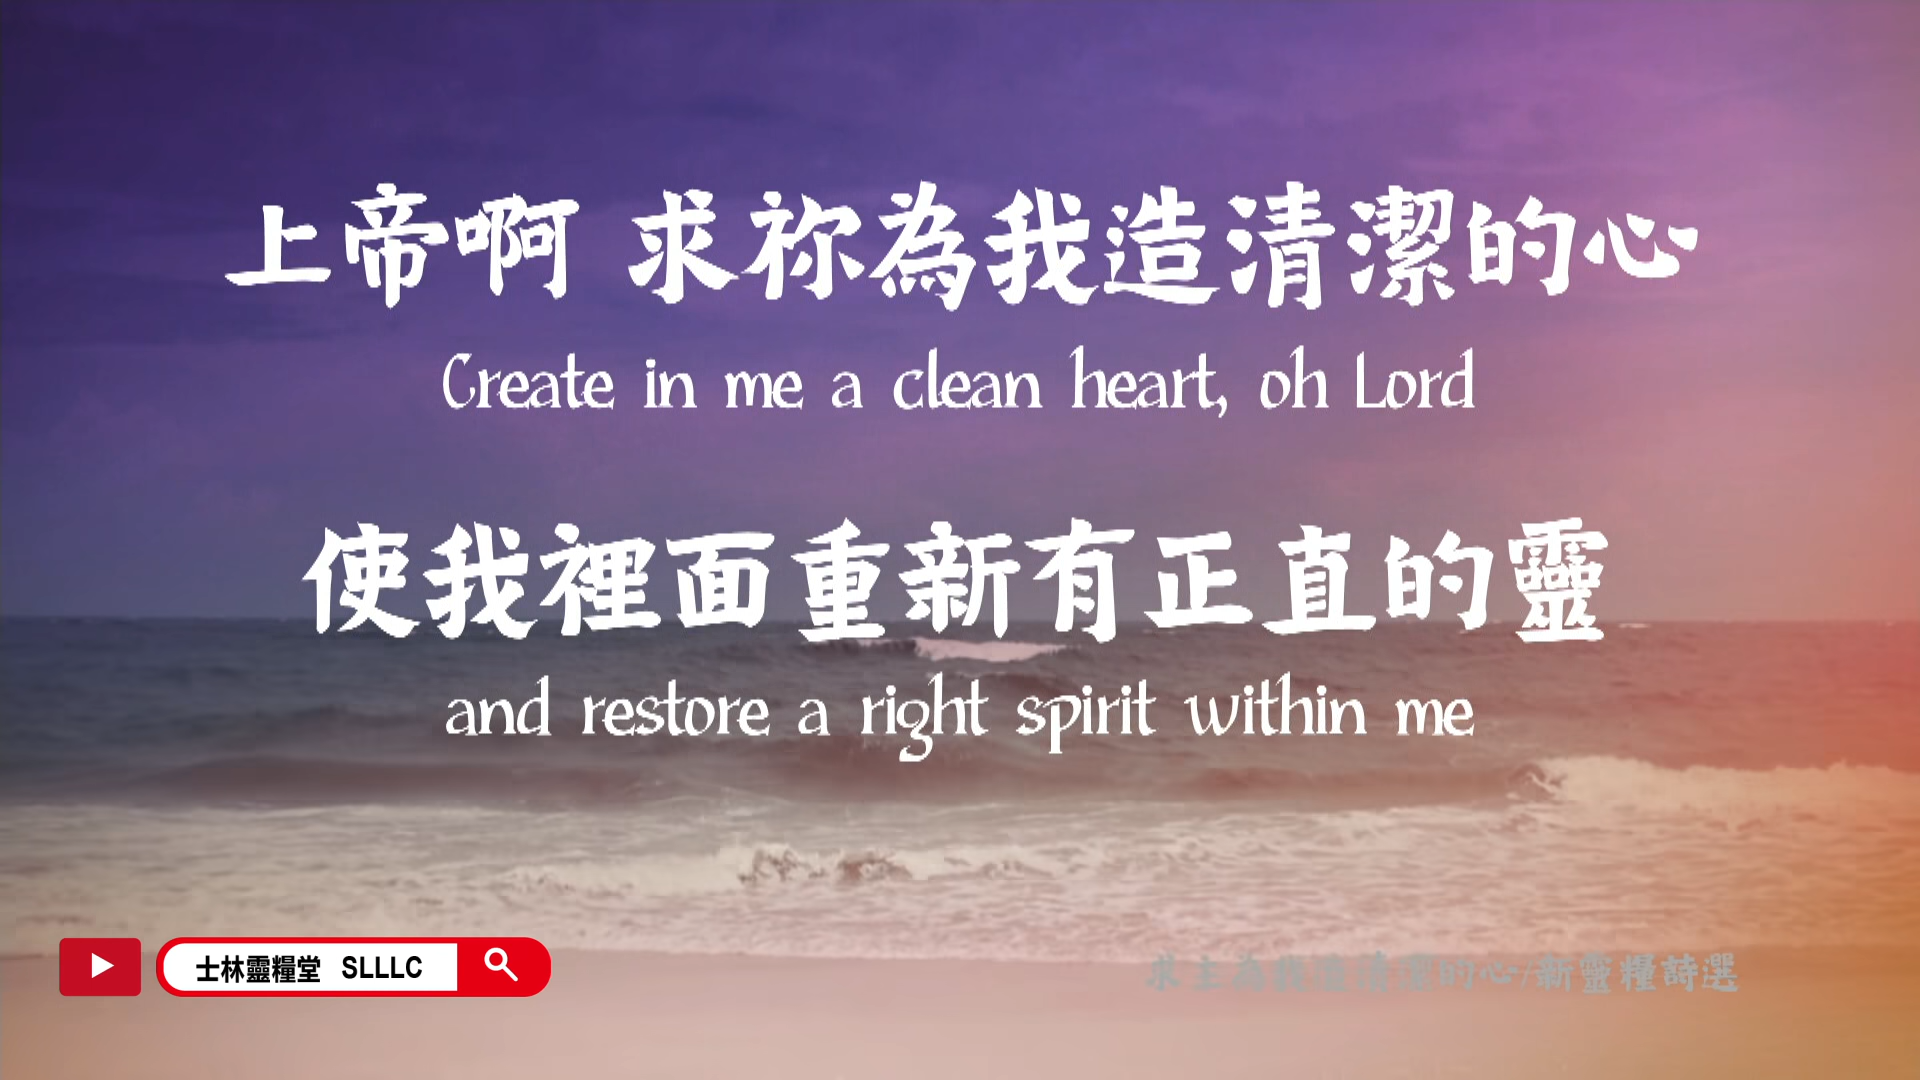 上帝啊 求祢為我造清潔的心
Create in me a clean heart, oh Lord
使我裡面重新有正直的靈
and restore a right spirit within me
士林靈糧堂 SLLLC
求主為我造清潔的心/新靈糧詩選